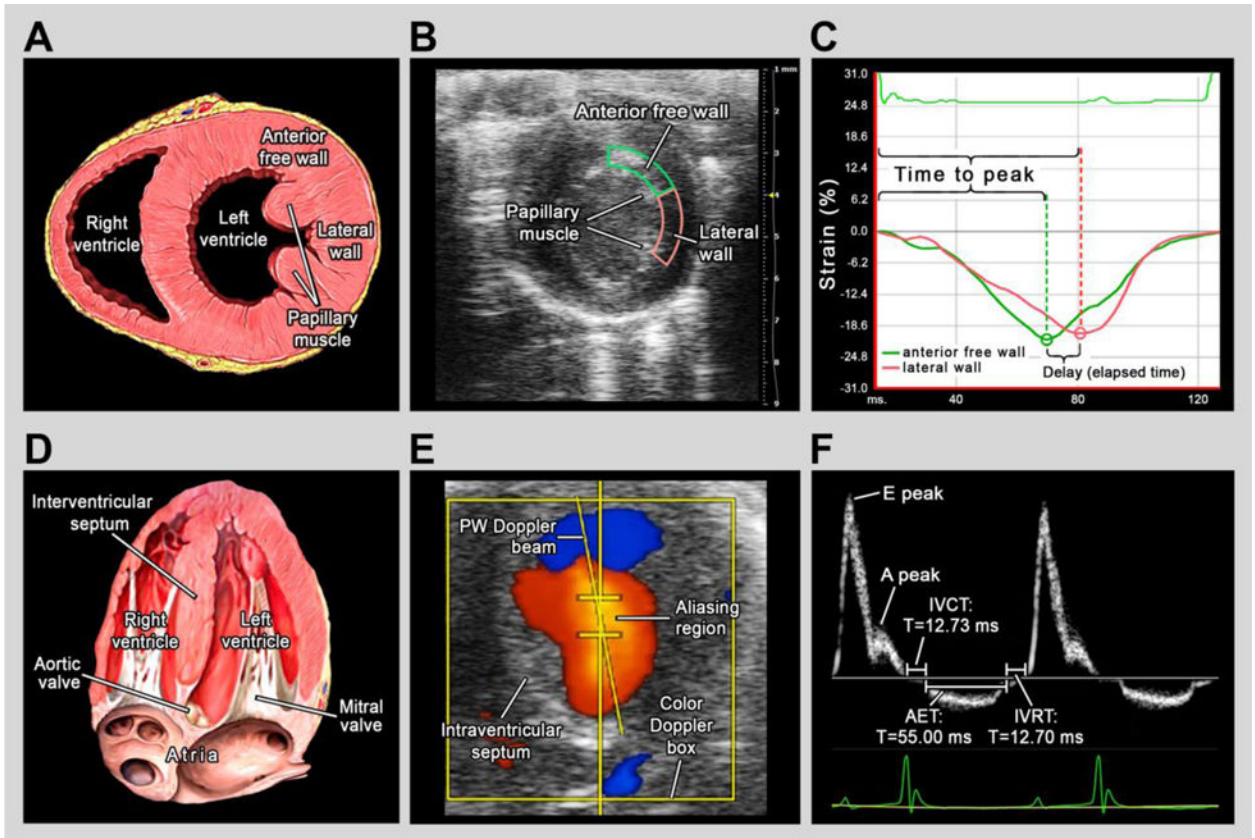 A
Anterior
free wall
Right
ventricle
Left
ventricle
Lateral
wall
Papillary
muscle
B
1 mm
Anterior free wall
2
3
4
Papillary
muscle
5
Lateral
wall
6
7
8
9
C
Strain (%)
31.0
24.8
18.6
12.4
6.2
0.0
-6.2
-12.4
-18.6
-24.8
-31.0
Time to peak
anterior free wall
lateral wall
Delay (elapsed time)
ms.
40
80
120
D
Interventricular
septum
Right
ventricle
Left
ventricle
Aortic
valve
Mitral
valve
Atria
E
PW Doppler
beam
Aliasing
region
Intraventricular
septum
Color
Doppler
box
F
E peak
A peak
IVCT:
T=12.73 ms
AET:
T=55.00 ms
IVRT:
T=12.70 ms